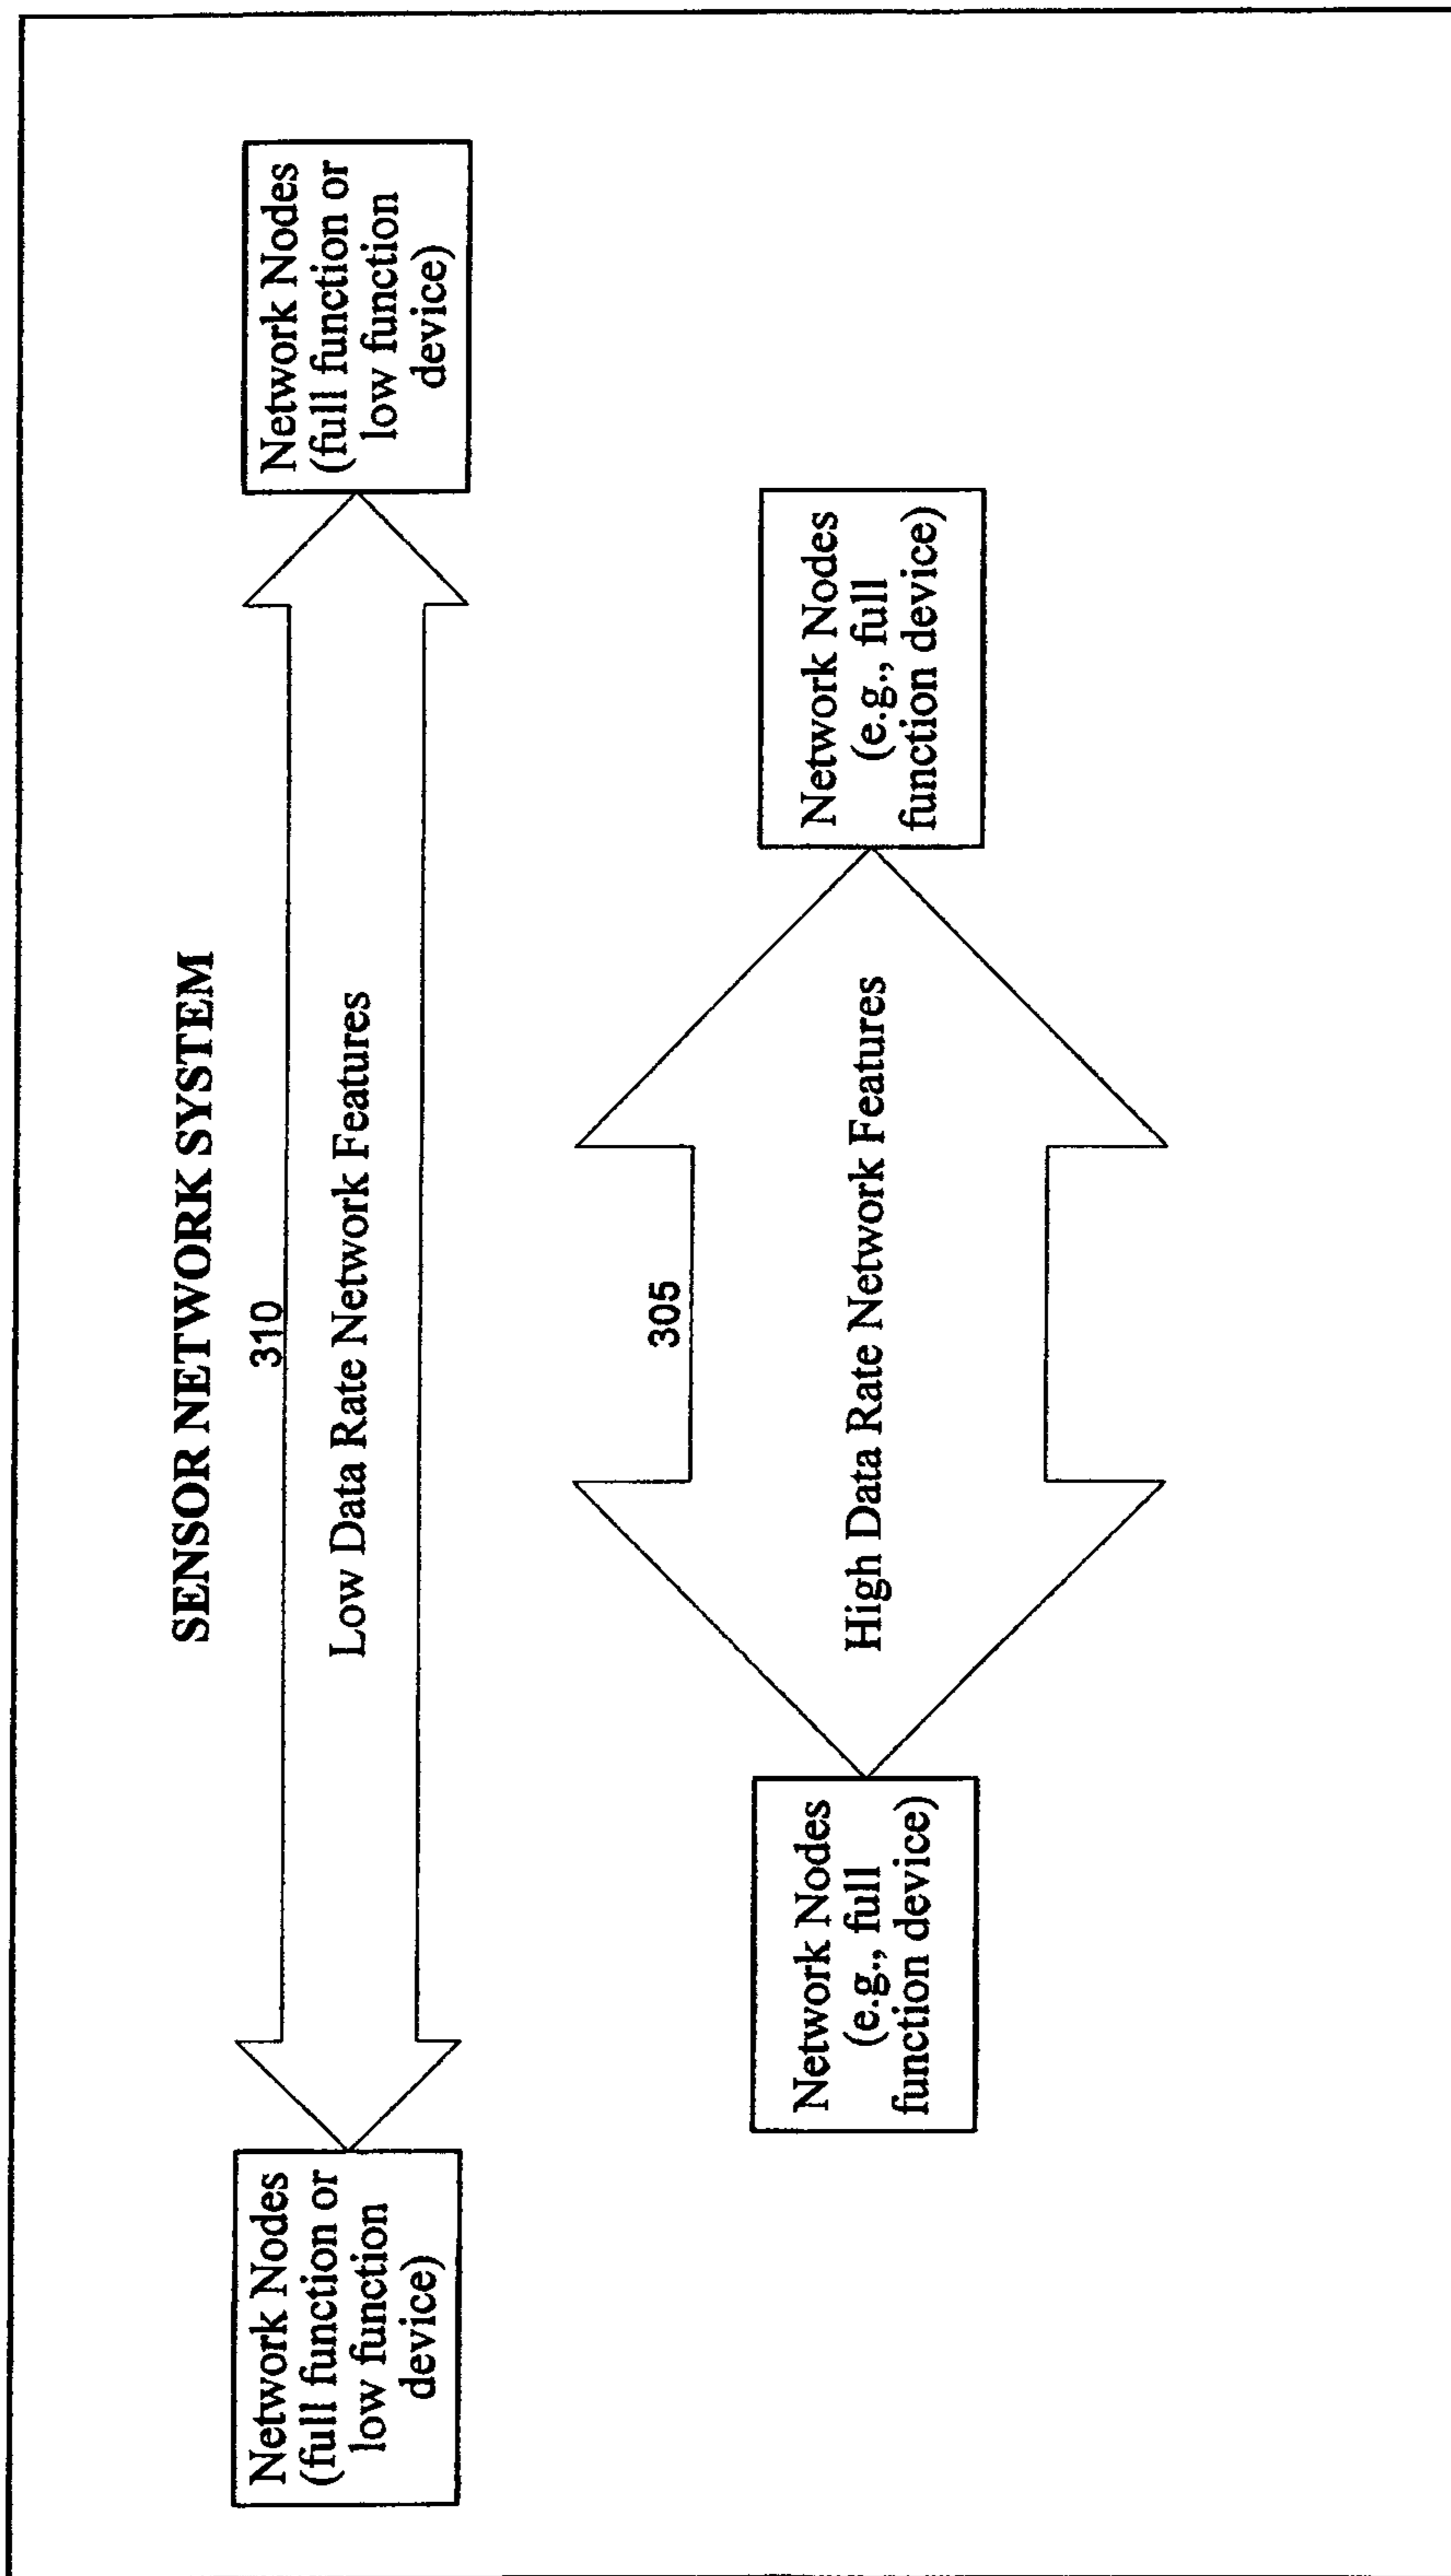 SENSOR NETWORK SYSTEM
310
Network Nodes
(full function or
low function
device)
Low Data Rate Network Features
Network Nodes
(full function or
low function
device)
305
Network Nodes
(e.g., full
function device)
High Data Rate Network Features
Network Nodes
(e.g., full
function device)